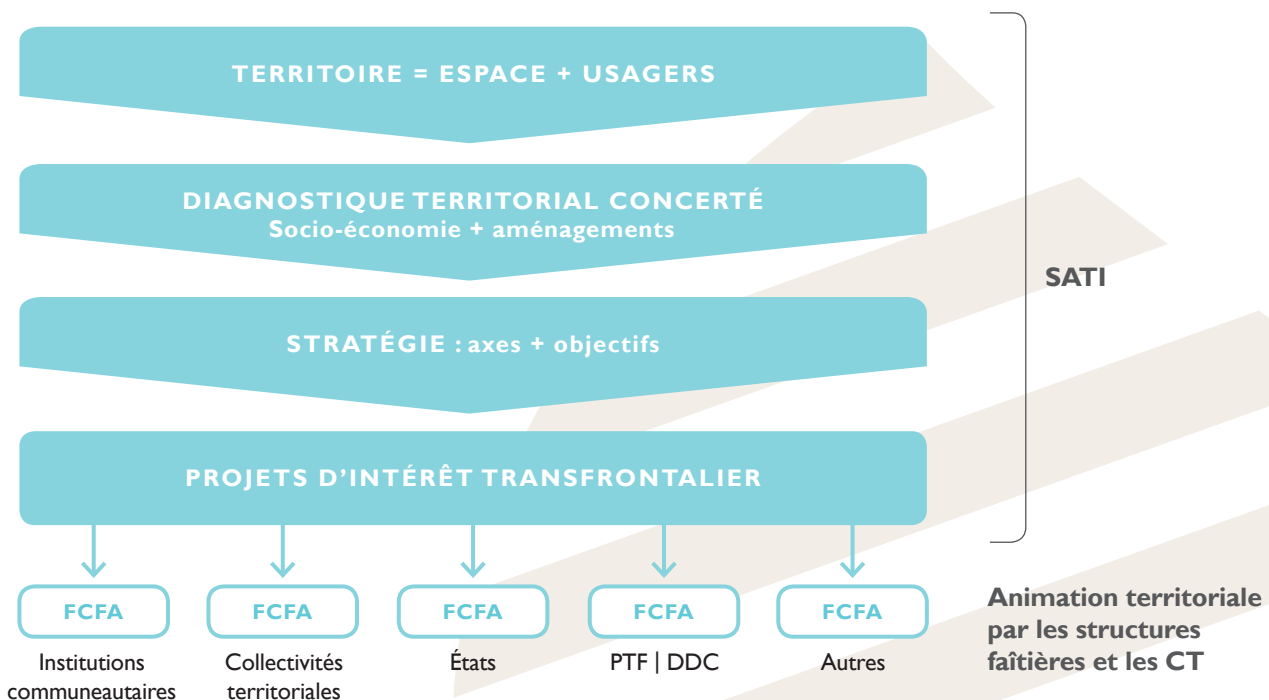 TERRITOIRE = ESPACE + USAGERS
DIAGNOSTIQUE TERRITORIAL CONCERTÉ
Socio-économie + aménagements
STRATÉGIE : axes + objectifs
PROJETS D'INTÉRÊT TRANSFRONTALIER
SATI
FCFA
FCFA
FCFA
FCFA
FCFA
Institutions
communeautaires
Collectivités
territoriales
États
PTF | DDC
Autres
Animation territoriale
par les structures
faîtières et les CT